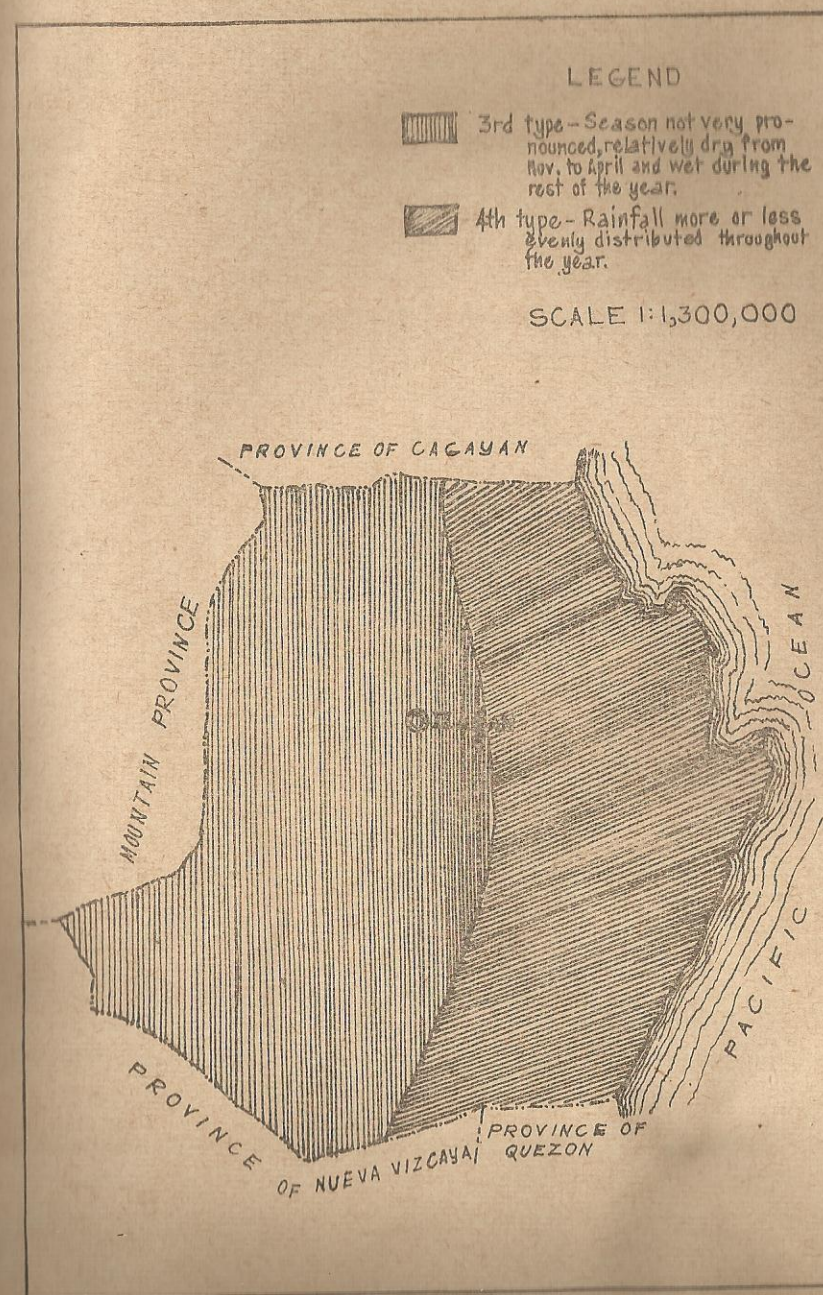 LEGEND
3rd type - Season not very pro-
nounced, relatively dry from
Nov. to April and wet during the
rest of the year.
4th type - Rainfall more or less
evenly distributed throughout
the year.
SCALE 1:1,300,000
PROVINCE OF CAGAYAN
MOUNTAIN PROVINCE
OCEAN
PACIFIC
PROVINCE
OF NUEVA VIZCAYA
PROVINCE OF
QUEZON